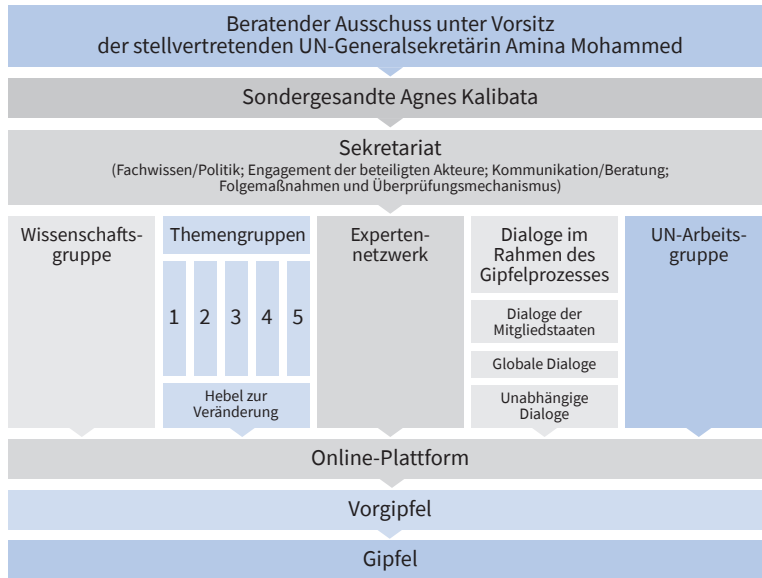 Beratender Ausschuss unter Vorsitz
der stellvertretenden UN-Generalsekretärin Amina Mohammed
Sondergesandte Agnes Kalibata
Sekretariat
(Fachwissen/Politik; Engagement der beteiligten Akteure; Kommunikation/Beratung;
Folgemaßnahmen und Überprüfungsmechanismus)
Wissenschafts-
gruppe
Themengruppen
1 2 3 4 5
Hebel zur
Veränderung
Experten-
netzwerk
Dialoge im
Rahmen des
Gipfelprozesses
Dialoge der
Mitgliedstaaten
Globale Dialoge
Unabhängige
Dialoge
UN-Arbeits-
gruppe
Online-Plattform
Vorgipfel
Gipfel